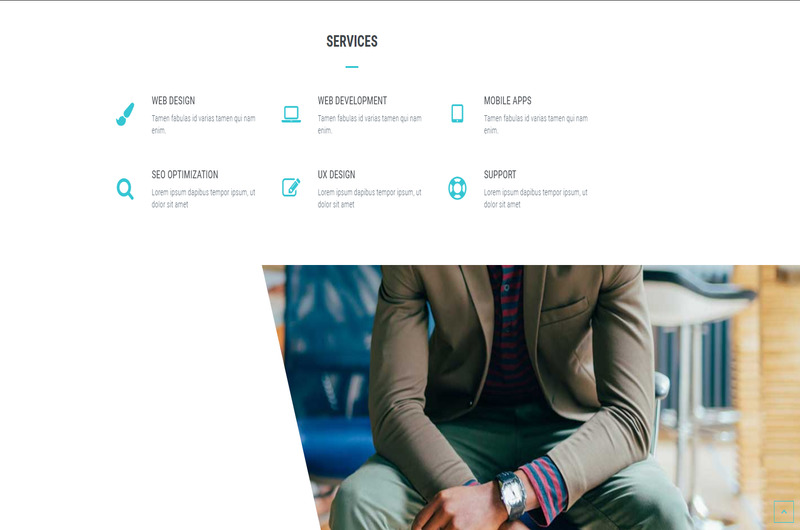 SERVICES
WEB DESIGN
Tamen fabulas id varias tamen qui nam
enim.
WEB DEVELOPMENT
Tamen fabulas id varias tamen qui nam
enim.
MOBILE APPS
Tamen fabulas id varias tamen qui nam
enim.
SEO OPTIMIZATION
Lorem ipsum dapibus tempor ipsum, ut
dolor sit amet
UX DESIGN
Lorem ipsum dapibus tempor ipsum, ut
dolor sit amet
SUPPORT
Lorem ipsum dapibus tempor ipsum, ut
dolor sit amet